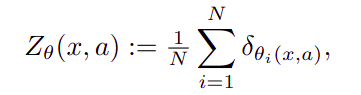 Z_θ(x, a) := \frac{1}{N} \sum_{i=1}^{N} δ_{θ_i(x,a)},